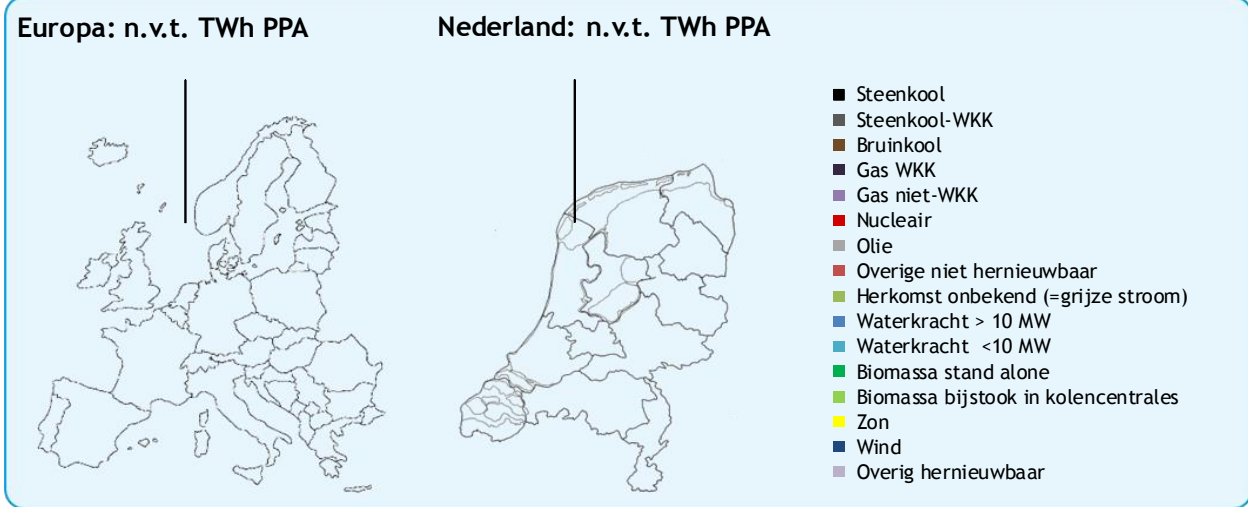 Europa: n.v.t. TWh PPA
Nederland: n.v.t. TWh PPA
Steenkool
Steenkool-WKK
Bruinkool
Gas WKK
Gas niet-WKK
Nucleair
Olie
Overige niet hernieuwbaar
Herkomst onbekend (=grijze stroom)
Waterkracht > 10 MW
Waterkracht <10 MW
Biomassa stand alone
Biomassa bijstook in kolencentrales
Zon
Wind
Overig hernieuwbaar